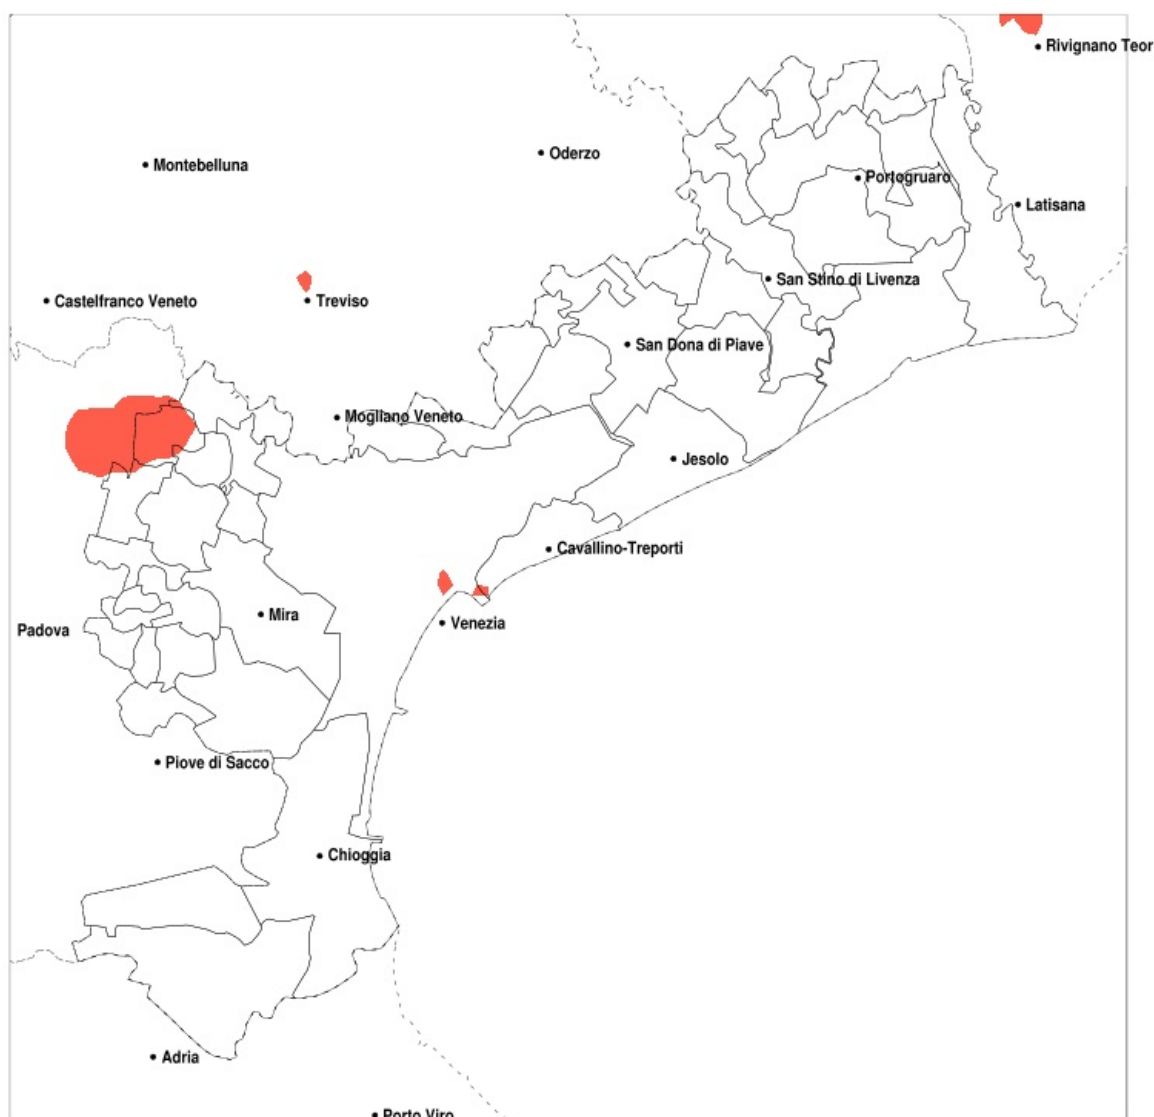 Rivignano Teor
Oderzo
Montebelluna
Portogruaro
Latisana
San Stino di Livenza
Castelfranco Veneto
Treviso
San Dona di Piave
Mogliano Veneto
Jesolo
Cavallino-Treporti
Mira
Venezia
Padova
Piove di Sacco
Chioggia
Adria
Porto Viro